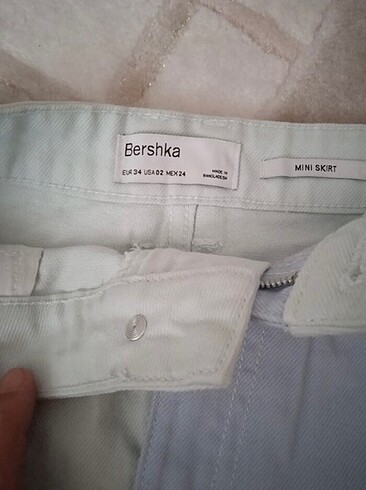 Bershka
EUR 34 USA 02 MEX 24
MADE IN
BANGLADESH
MINI SKIRT